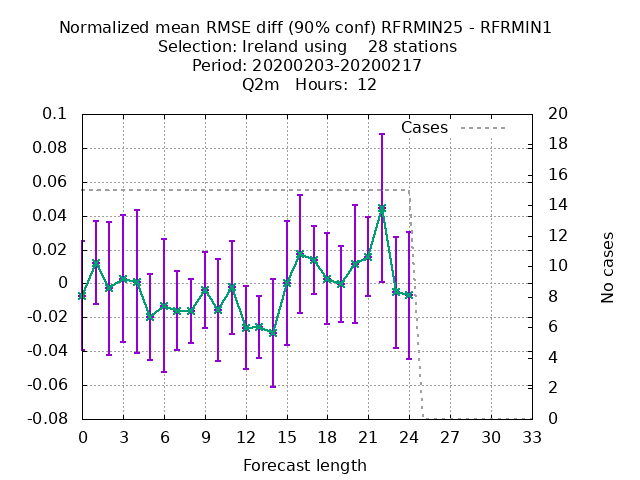 Normalized mean RMSE diff (90% conf) RFRMIN25 - RFRMIN1
Selection: Ireland using    28 stations
Period: 20200203-20200217
Q2m   Hours:  12
Cases
0.1
0.08
0.06
0.04
0.02
0
-0.02
-0.04
-0.06
-0.08
20
18
16
14
12
10
8
6
4
2
0
No cases
0 3 6 9 12 15 18 21 24 27 30 33
Forecast length